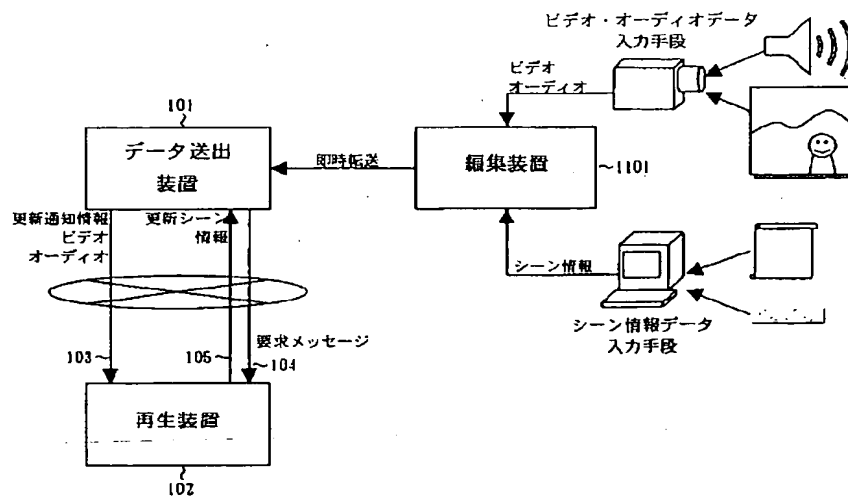 ビデオ・オーディオデータ
入力手段
ビデオ
オーディオ
101
データ送出
装置
即時転送
編集装置
1101
更新通知情報
ビデオ
オーディオ
更新シーン
情報
シーン情報
シーン情報データ
入力手段
要求メッセージ
103
105
104
再生装置
102